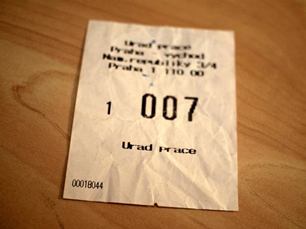 Urad prace
Praha - vychod
Nam.republiky 3/4
Praha 1 110 00
1 007
Urad prace
00018044